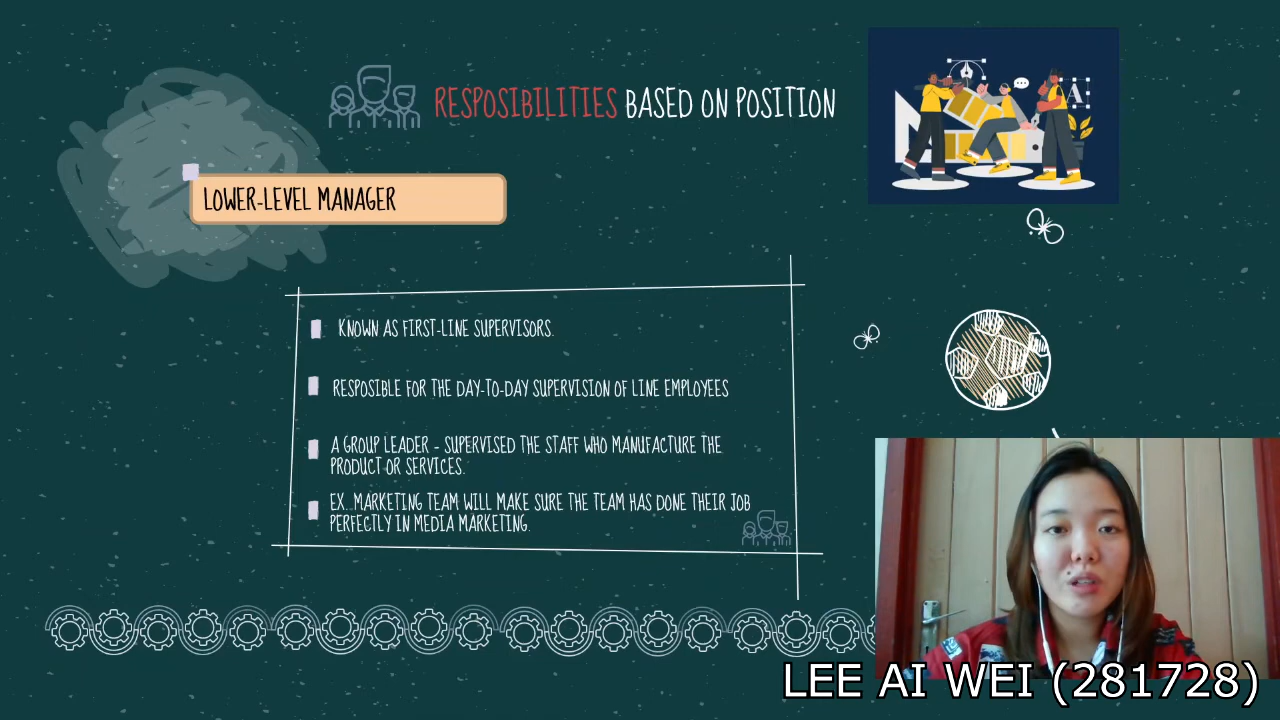 RESPOSIBILITIES BASED ON POSITION
A
LOWER-LEVEL MANAGER
KNOWN AS FIRST-LINE SUPERVISORS.
RESPOSIBLE FOR THE DAY-TO-DAY SUPERVISION OF LINE EMPLOYEES
A GROUP LEADER - SUPERVISED THE STAFF WHO MANUFACTURE THE
PRODUCT OR SERVICES.
EX...MARKETING TEAM WILL MAKE SURE THE TEAM HAS DONE THEIR JOB
PERFECTLY IN MEDIA MARKETING.
LEE AI WEI (281728)